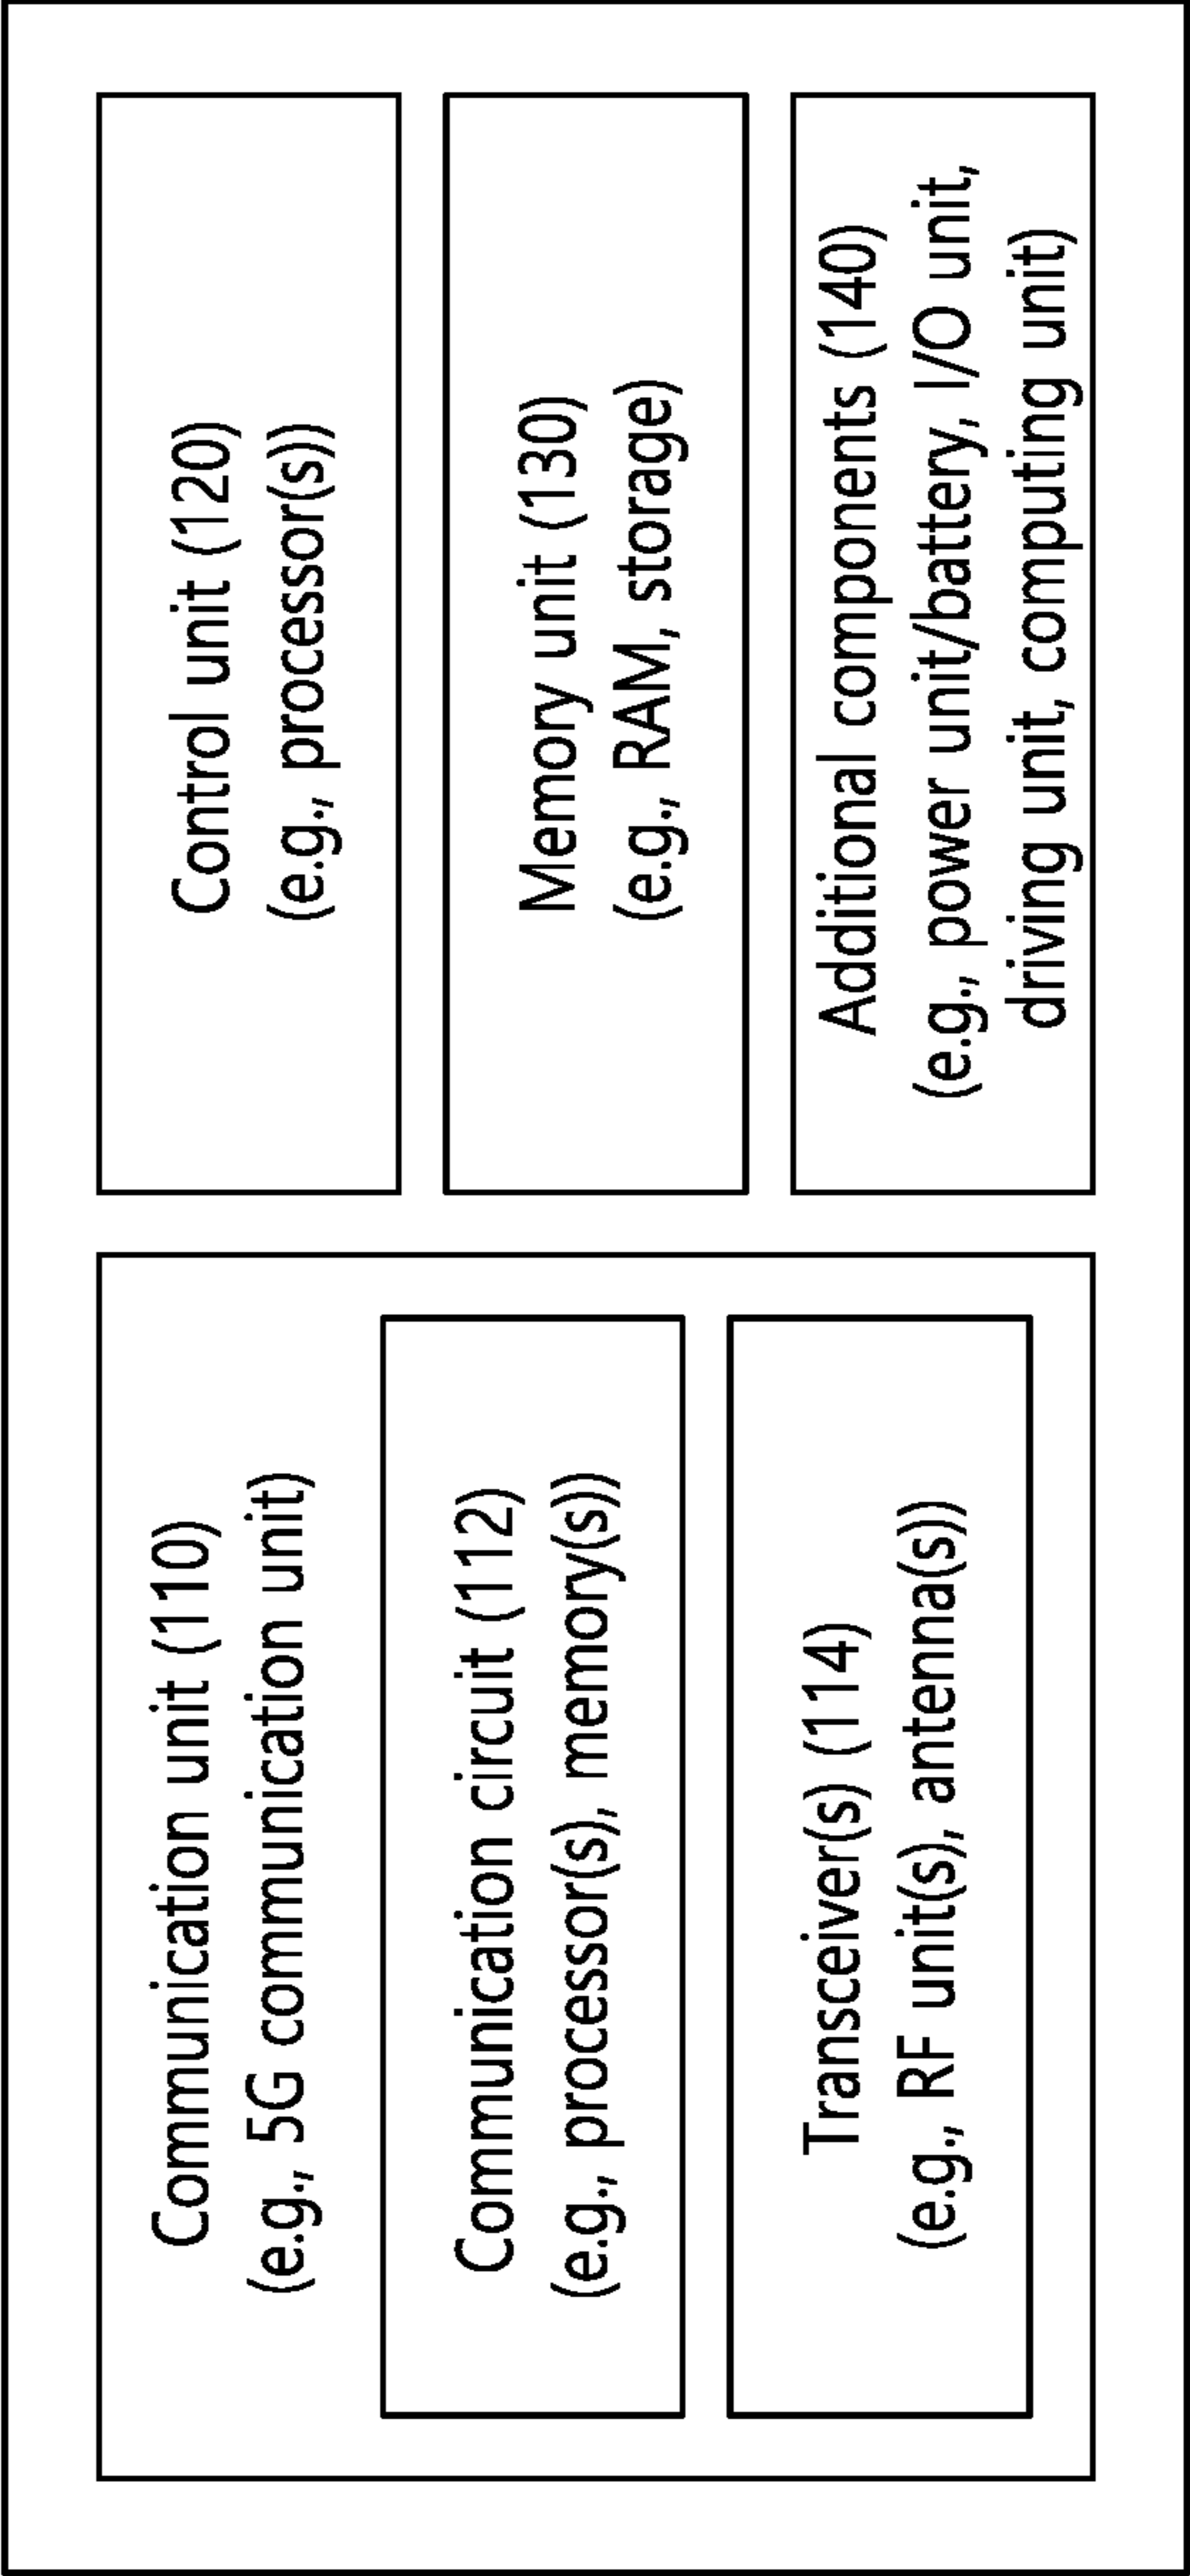 Communication unit (110)
(e.g., 5G communication unit)
Communication circuit (112)
(e.g., processor(s), memory(s))
Transceiver(s) (114)
(e.g., RF unit(s), antenna(s))
Control unit (120)
(e.g., processor(s))
Memory unit (130)
(e.g., RAM, storage)
Additional components (140)
(e.g., power unit/battery, I/O unit,
driving unit, computing unit)